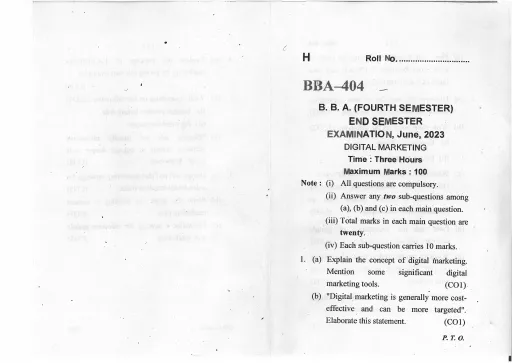 H Roll No. ..............................
BBA–404
B. B. A. (FOURTH SEMESTER)
END SEMESTER
EXAMINATION, June, 2023
DIGITAL MARKETING
Time : Three Hours
Maximum Marks : 100
Note : (i) All questions are compulsory.
(ii) Answer any two sub-questions among
(a), (b) and (c) in each main question.
(iii) Total marks in each main question are
twenty.
(iv) Each sub-question carries 10 marks.
1. (a) Explain the concept of digital marketing.
Mention some significant digital
marketing tools. (CO1)
(b) "Digital marketing is generally more cost-
effective and can be more targeted".
Elaborate this statement. (CO1)
P. T. O.